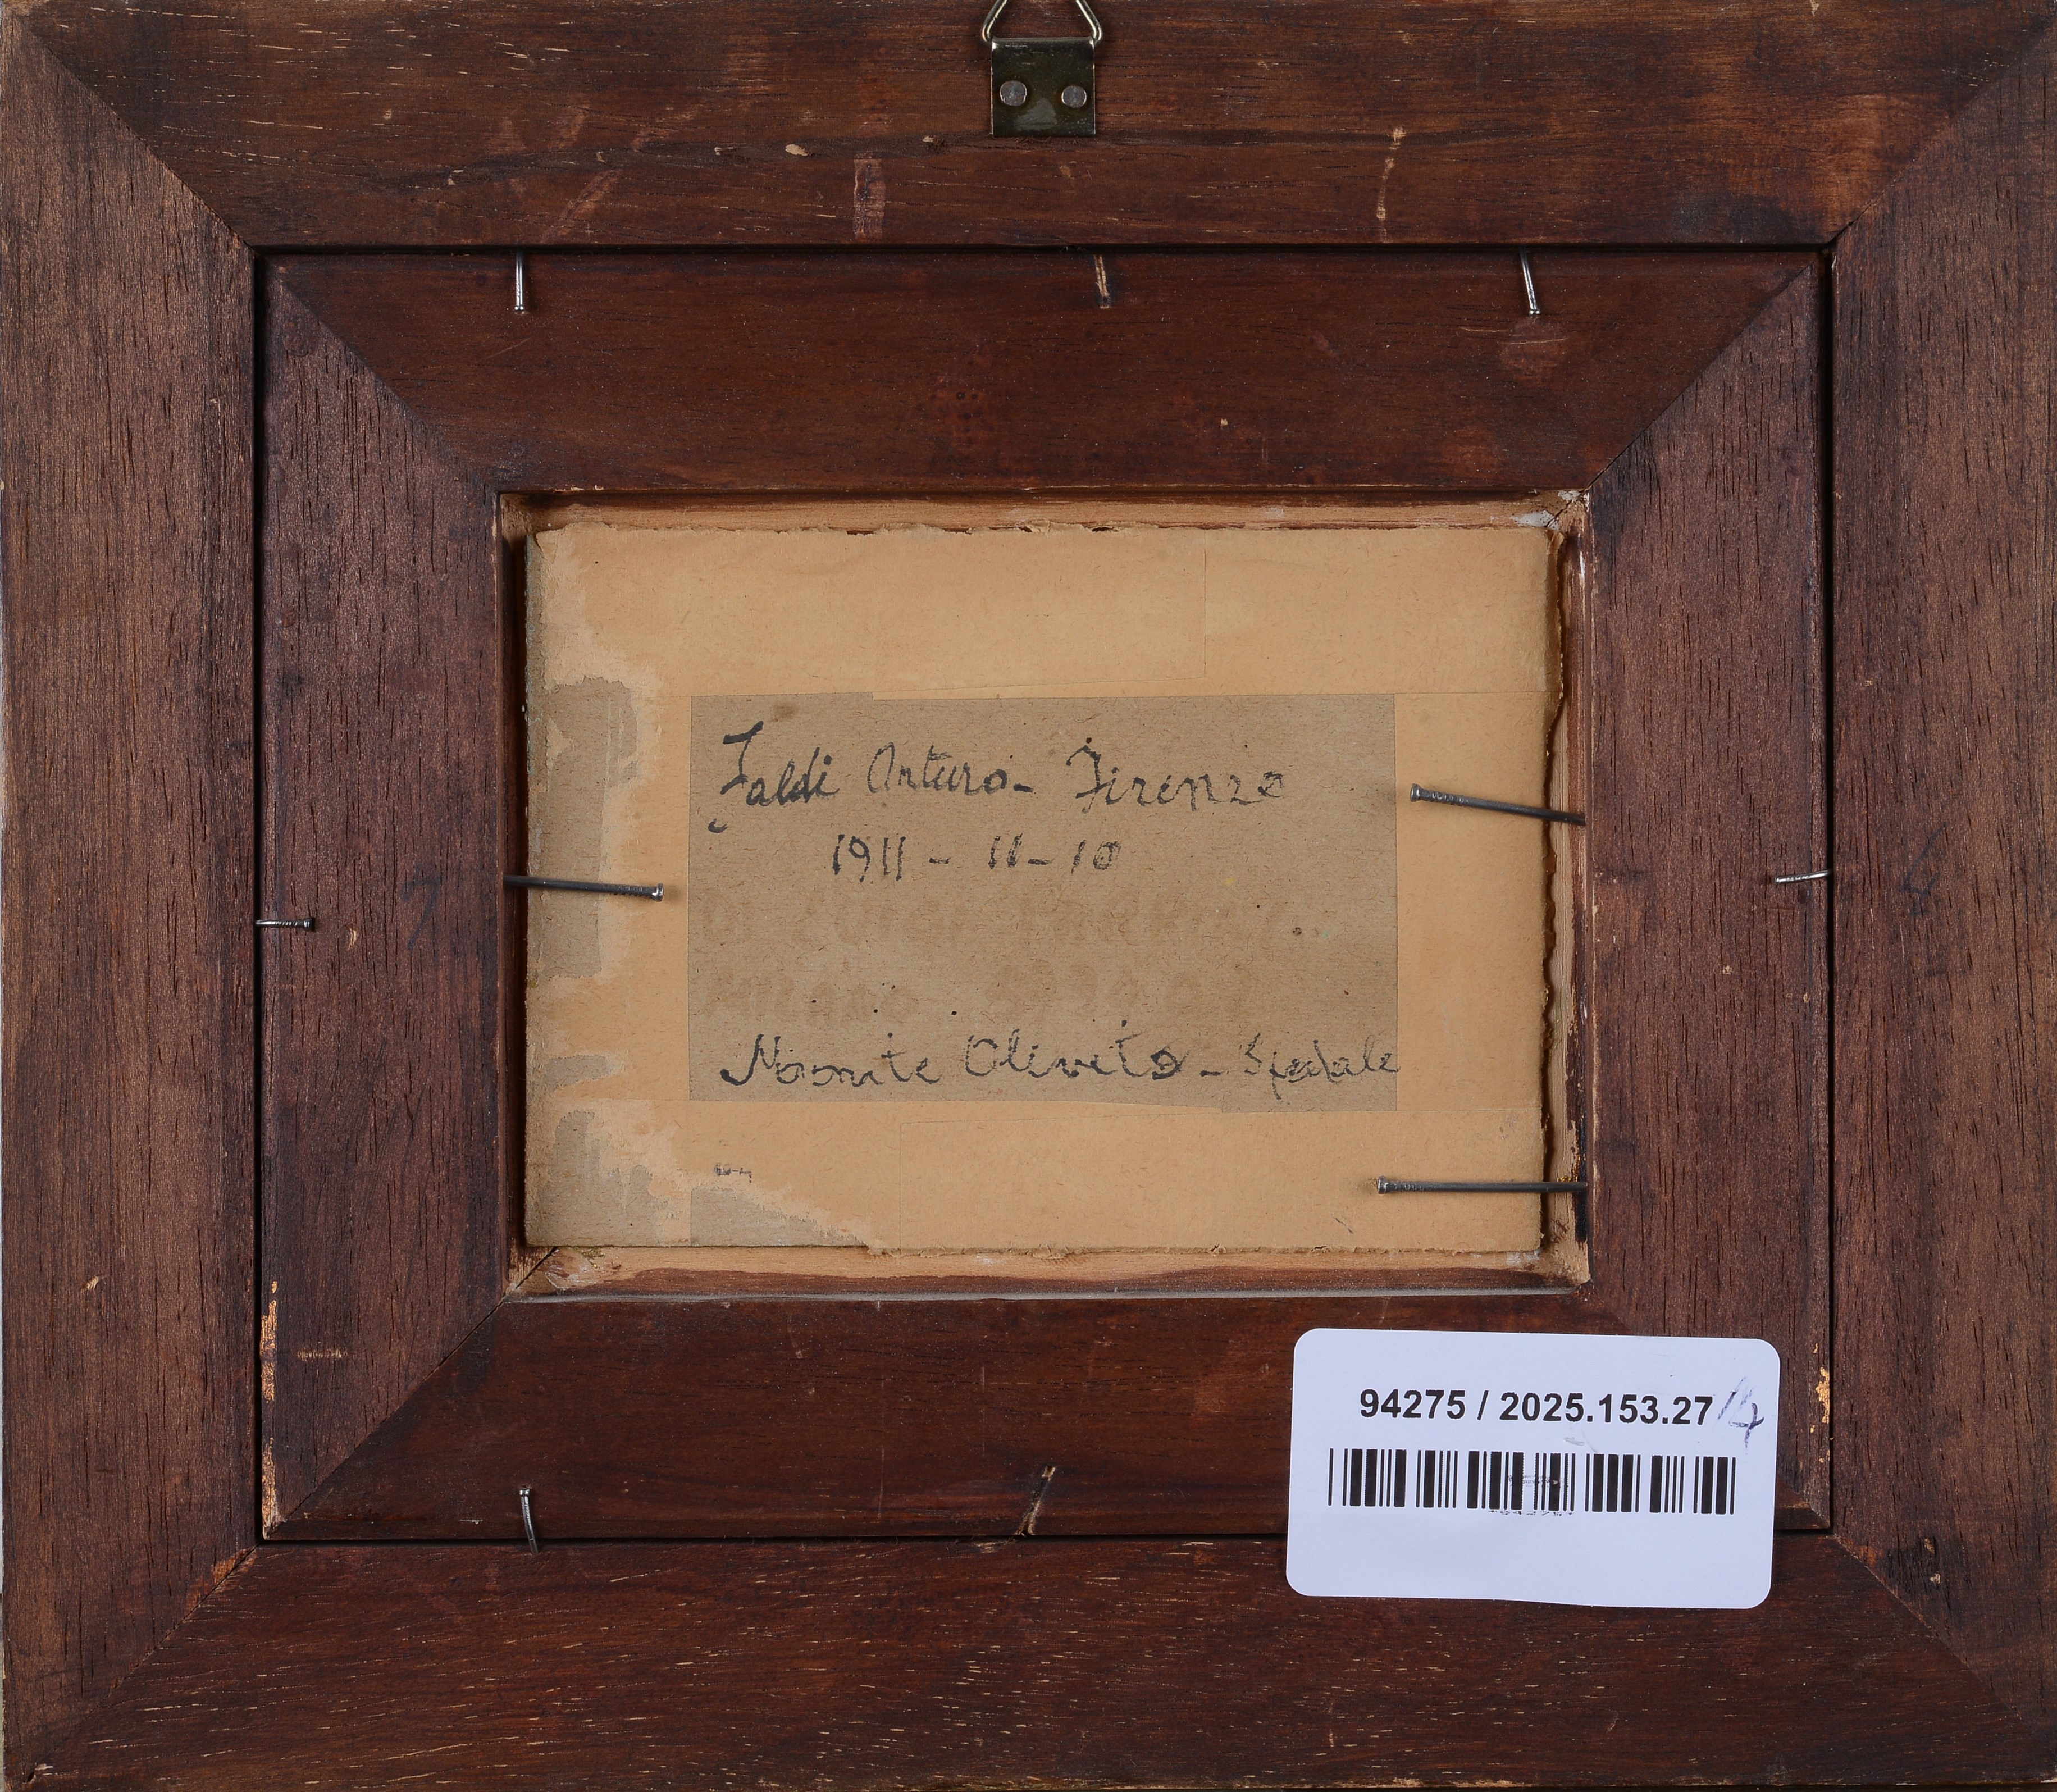 Faldi Arturo - Firenze
1911 - 11 - 10
Monte Oliveto - Spedale
94275 / 2025.153.27